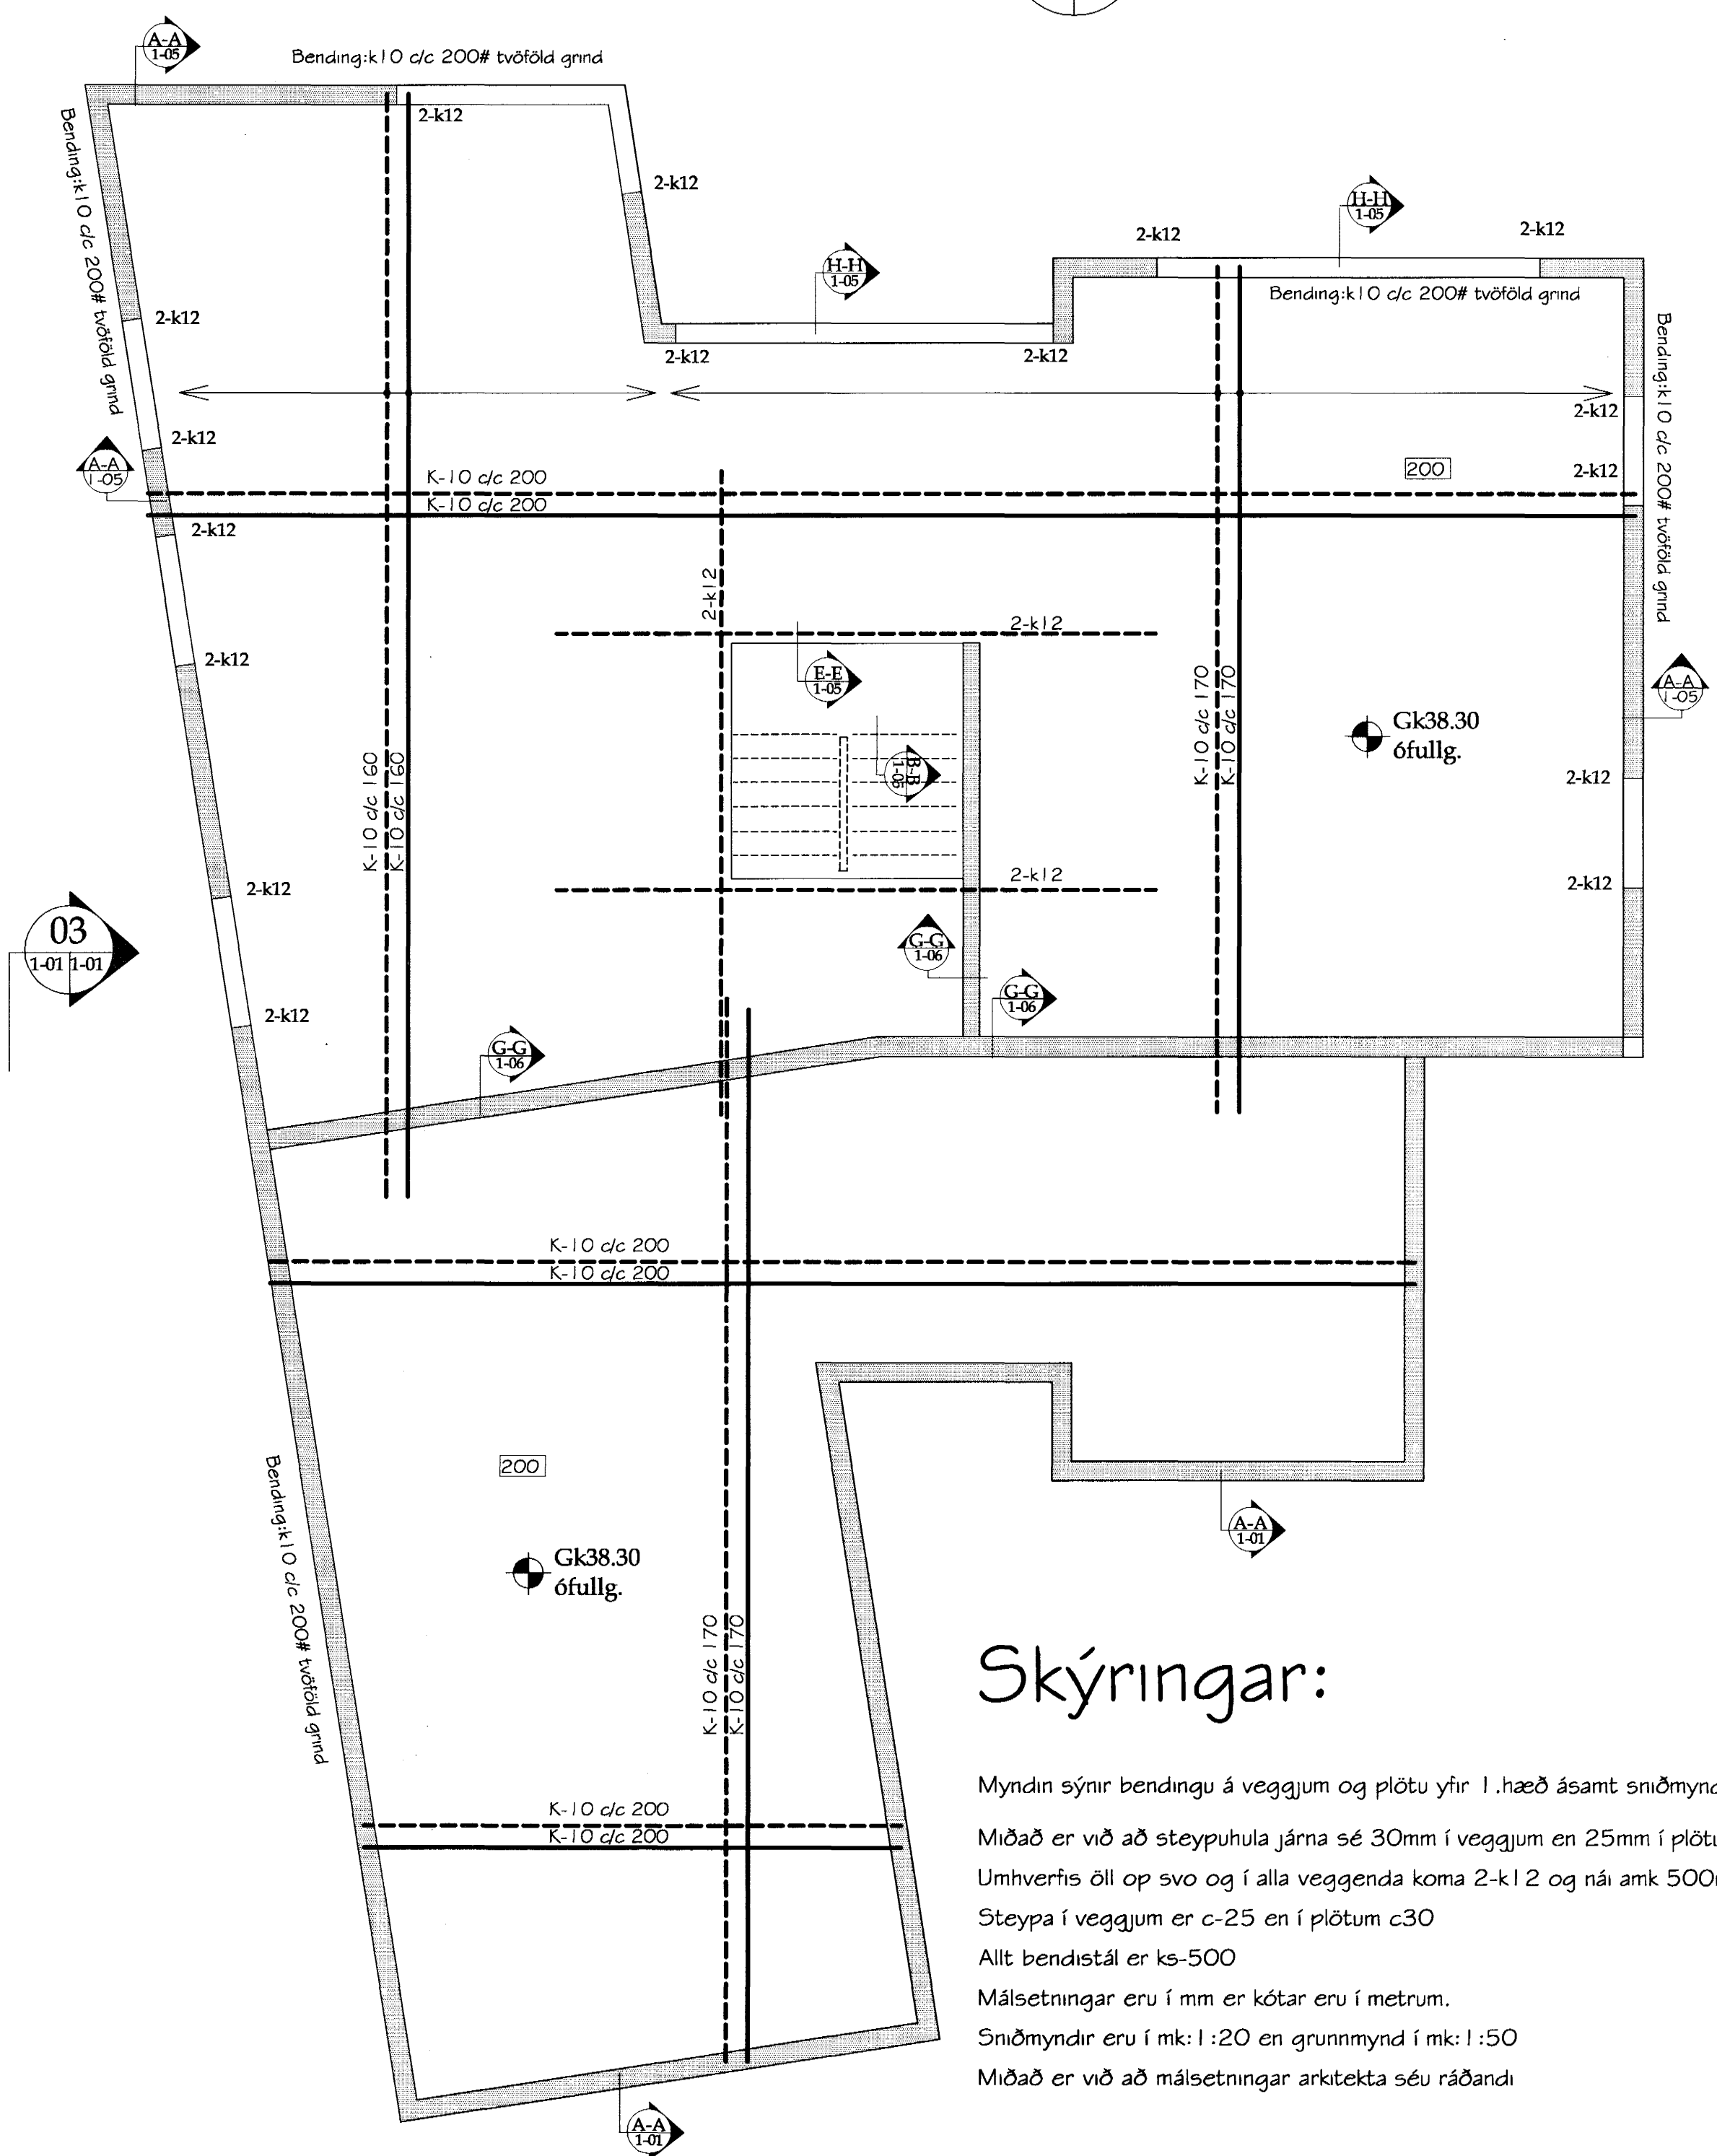 A-A
1-05
Bending:k10 c/c 200# tvöföld grind
Bending:k10 c/c 200# tvöföld grind
2-k12
2-k12
H-H
1-05
2-k12
2-k12
H-H
1-05
Bending:k10 c/c 200# tvöföld grind
2-k12
2-k12
2-k12
Bending:k10 c/c 200# tvöföld grind
2-k12
2-k12
A-A
1-05
2-k12
K-10 c/c 200
K-10 c/c 200
200
2-k12
2-k12
2-k12
2-k12
2-k12
E-E
1-05
B-B
1-05
K-10 c/c 170
K-10 c/c 170
Gk38.30
ófullg.
A-A
1-05
K-10 c/c 160
K-10 c/c 160
2-k12
2-k12
2-k12
2-k12
03
1-01 1-01
G-G
1-06
G-G
1-06
2-k12
G-G
1-06
K-10 c/c 200
K-10 c/c 200
200
Bending:k10 c/c 200# tvöföld grind
A-A
1-01
Gk38.30
ófullg.
K-10 c/c 170
K-10 c/c 170
K-10 c/c 200
K-10 c/c 200
A-A
1-01
Skýringar:
Myndin sýnir bendingu á veggjum og plötu yfir 1.hæð ásamt sniðmynd
Miðað er við að steypuhula járna sé 30mm í veggjum en 25mm í plötu
Umhverfis öll op svo og í alla veggenda koma 2-k12 og nái amk 500
Steypa í veggjum er c-25 en í plötum c30
Allt bendistál er ks-500
Málsetningar eru í mm er kótar eru í metrum.
Sniðmyndir eru í mk:1:20 en grunnmynd í mk:1:50
Miðað er við að málsetningar arkitekta séu ráðandi